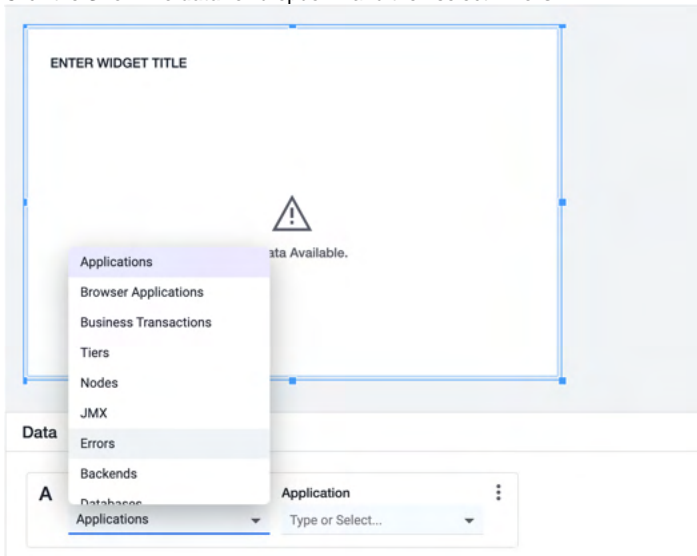 ENTER WIDGET TITLE
ata Available.
Applications
Browser Applications
Business Transactions
Tiers
Nodes
JMX
Errors
Backends
Databases
Data
A
Applications
Application
Type or Select...